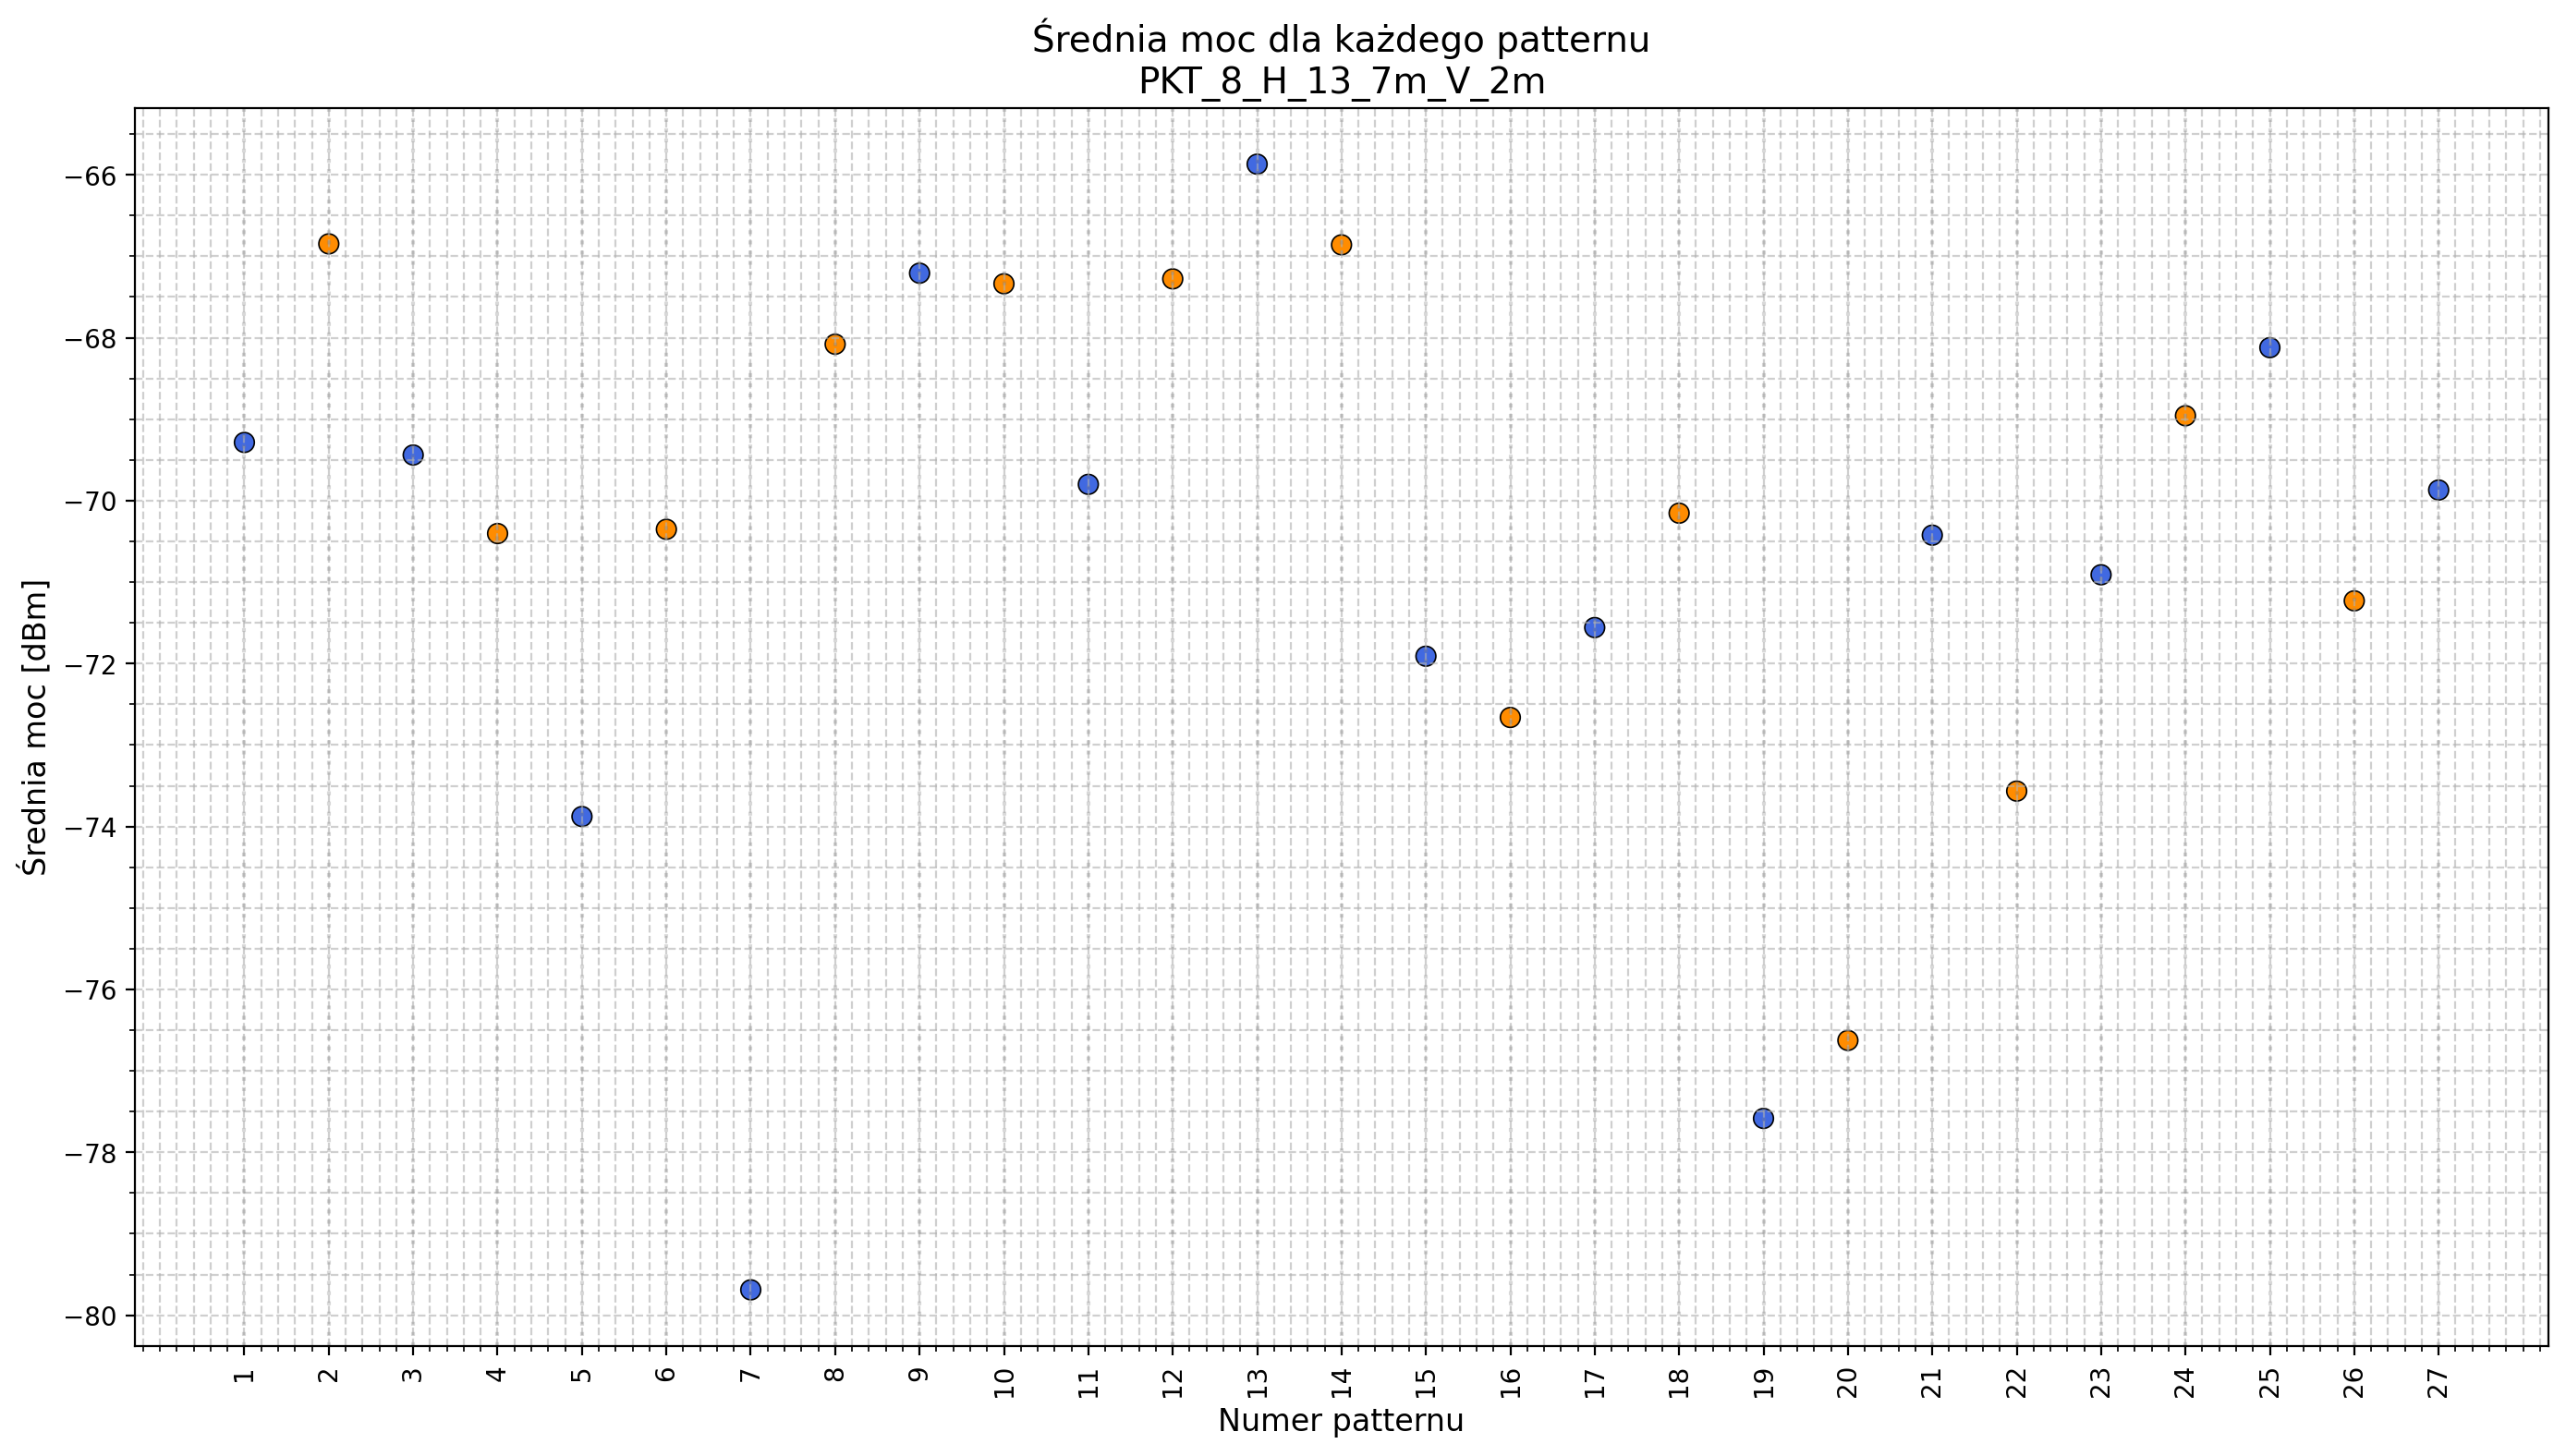 Średnia moc dla każdego patternu
PKT_8_H_13_7m_V_2m
Średnia moc [dBm]
−66
−68
−70
−72
−74
−76
−78
−80
1 2 3 4 5 6 7 8 9 10 11 12 13 14 15 16 17 18 19 20 21 22 23 24 25 26 27
Numer patternu